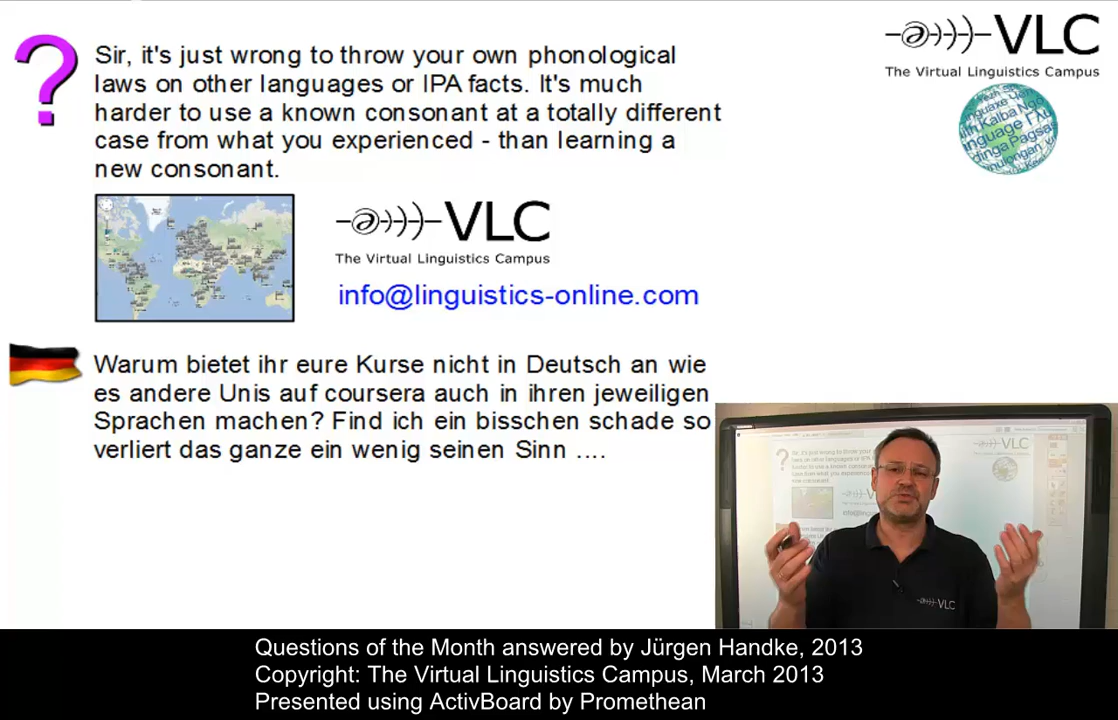 Sir, it's just wrong to throw your own phonological
laws on other languages or IPA facts. It's much
harder to use a known consonant at a totally different
case from what you experienced - than learning a
new consonant.
VLC
The Virtual Linguistics Campus
VLC
The Virtual Linguistics Campus
info@linguistics-online.com
Warum bietet ihr eure Kurse nicht in Deutsch an wie
es andere Unis auf coursera auch in ihren jeweiligen
Sprachen machen? Find ich ein bisschen schade so
verliert das ganze ein wenig seinen Sinn ....
VLC
VLC
Questions of the Month answered by Jürgen Handke, 2013
Copyright: The Virtual Linguistics Campus, March 2013
Presented using ActivBoard by Promethean